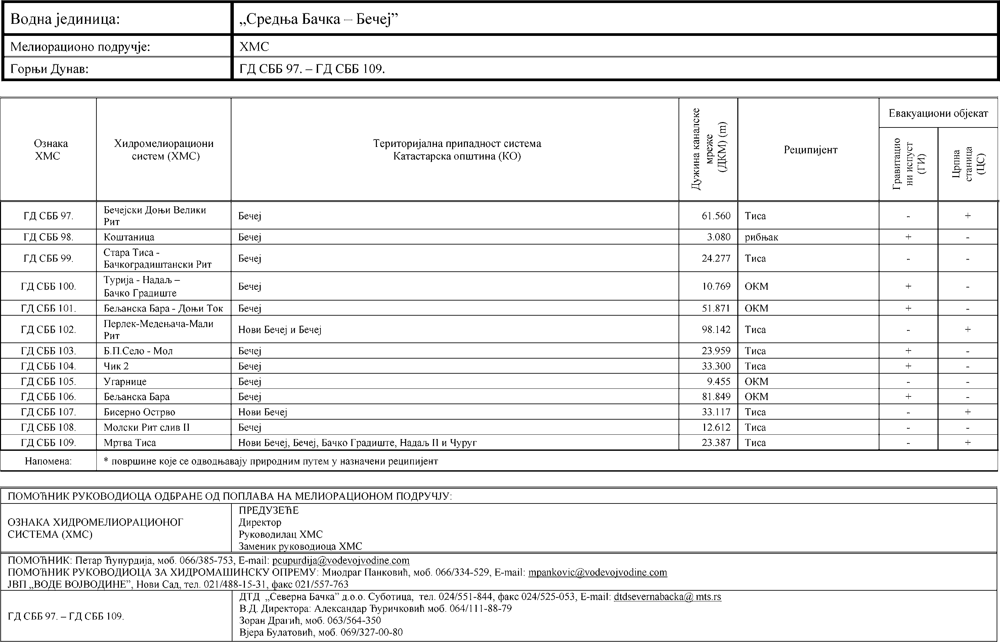 Водна јединица: „Средња Бачка – Бечеј”
Мелиорационо подручје: ХМС
Горњи Дунав: ГД СББ 97. – ГД СББ 109.
Ознака ХМС
Хидромелиорациони систем (ХМС)
Територијална припадност система
Катастарска општина (КО)
Дужина каналске мреже (ДКМ) (m)
Реципијент
Евакуациони објекат
Гравитацио ни испуст (ГИ)
Црпна станица (ЦС)
ГД СББ 97. Бечејски Доњи Велики Рит Бечеј 61.560 Тиса - +
ГД СББ 98. Коштаница Бечеј 3.080 рибњак + -
ГД СББ 99. Стара Тиса - Бачкоградиштански Рит Бечеј 24.277 Тиса - -
ГД СББ 100. Турија - Надаљ – Бачко Градиште Бечеј 10.769 ОКМ + -
ГД СББ 101. Бељанска Бара - Доњи Ток Бечеј 51.871 ОКМ + -
ГД СББ 102. Перлек-Медењача-Мали Рит Нови Бечеј и Бечеј 98.142 Тиса - +
ГД СББ 103. Б.П.Село - Мол Бечеј 23.959 Тиса + -
ГД СББ 104. Чик 2 Бечеј 33.300 Тиса + -
ГД СББ 105. Угарнице Бечеј 9.455 ОКМ - -
ГД СББ 106. Бељанска Бара Бечеј 81.849 ОКМ + -
ГД СББ 107. Бисерно Острво Нови Бечеј 33.117 Тиса - +
ГД СББ 108. Молски Рит слив II Бечеј 12.612 Тиса - -
ГД СББ 109. Мртва Тиса Нови Бечеј, Бечеј, Бачко Градиште, Надаљ II и Чуруг 23.387 Тиса - +
Напомена: * површине које се одводњавају природним путем у назначени реципијент
ПОМОЋНИК РУКОВОДИОЦА ОДБРАНЕ ОД ПОПЛАВА НА МЕЛИОРАЦИОНОМ ПОДРУЧЈУ:
ОЗНАКА ХИДРОМЕЛИОРАЦИОНОГ
СИСТЕМА (ХМС)
ПРЕДУЗЕЋЕ
Директор
Руководилац ХМС
Заменик руководиоца ХМС
ПОМОЋНИК: Петар Ћупурдија, моб. 066/385-753, E-mail: pcupurdija@vodevojvodine.com
ПОМОЋНИК РУКОВОДИОЦА ЗА ХИДРОМАШИНСКУ ОПРЕМУ: Миодраг Панковић, моб. 066/334-529, E-mail: mpankovic@vodevojvodine.com
ЈВП „ВОДЕ ВОЈВОДИНЕ”, Нови Сад, тел. 021/488-15-31, факс 021/557-763
ГД СББ 97. – ГД СББ 109.
ДТД „Северна Бачка” д.о.о. Суботица, тел. 024/551-844, факс 024/525-053, E-mail: dtdsevernabacka@ mts.rs
В.Д. Директора: Александар Ђуричковић моб. 064/111-88-79
Зоран Драгић, моб. 063/564-350
Вјера Булатовић, моб. 069/327-00-80